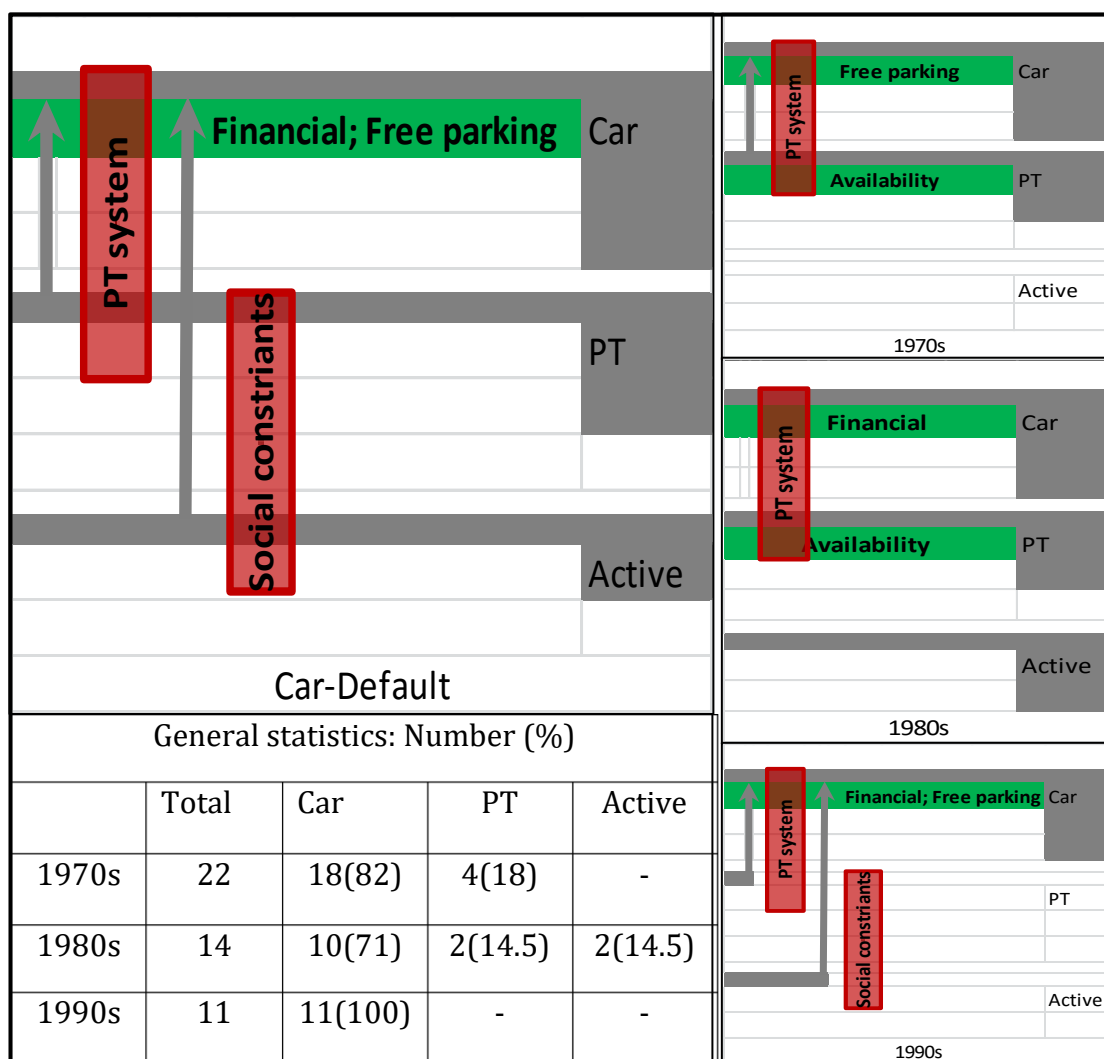 Financial; Free parking
Car
PT system
PT
Social constriants
Active
Car-Default
Free parking
Car
PT system
Availability
PT
Active
1970s
Financial
Car
PT system
Availability
PT
Active
1980s
Financial; Free parking
Car
PT system
PT
Social constriants
Active
1990s
General statistics: Number (%)
Total Car PT Active
1970s 22 18(82) 4(18) -
1980s 14 10(71) 2(14.5) 2(14.5)
1990s 11 11(100) - -